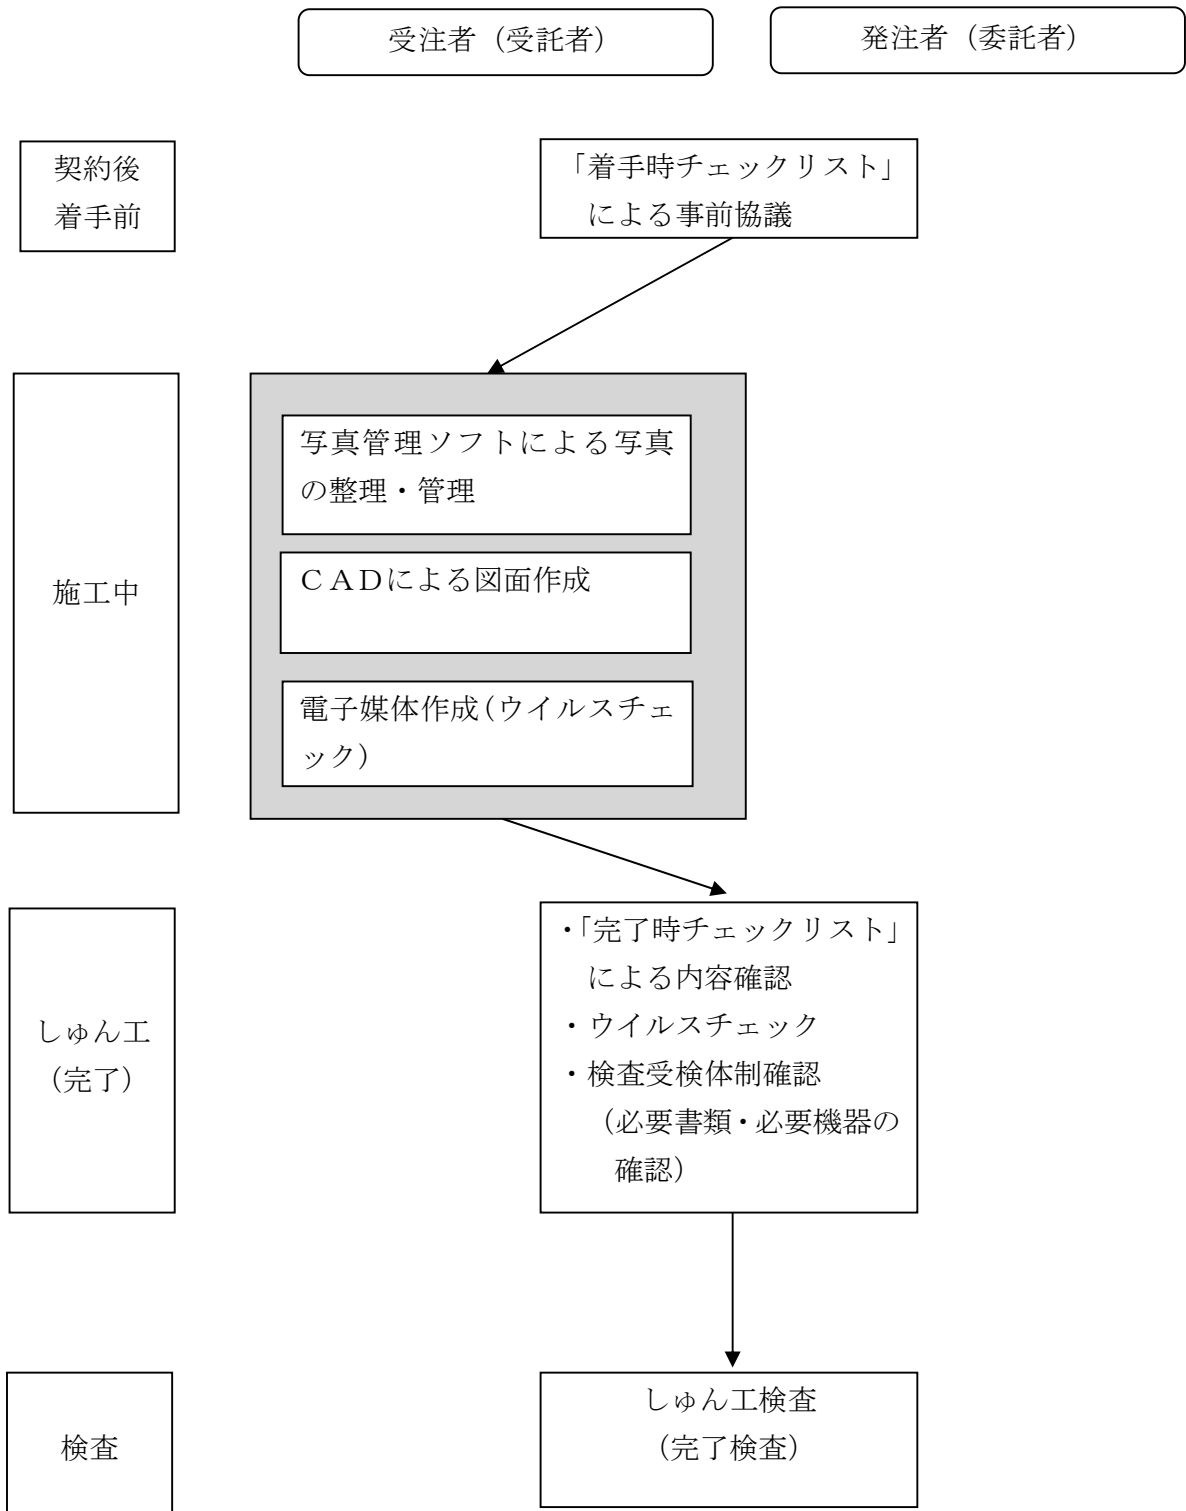 受注者（受託者）
発注者（委託者）
契約後
着手前
「着手時チェックリスト」
による事前協議
施工中
写真管理ソフトによる写真
の整理・管理
ＣＡＤによる図面作成
電子媒体作成（ウイルスチェ
ック）
しゅん工
（完了）
・「完了時チェックリスト」
による内容確認
・ウイルスチェック
・検査受検体制確認
（必要書類・必要機器の
確認）
検査
しゅん工検査
（完了検査）